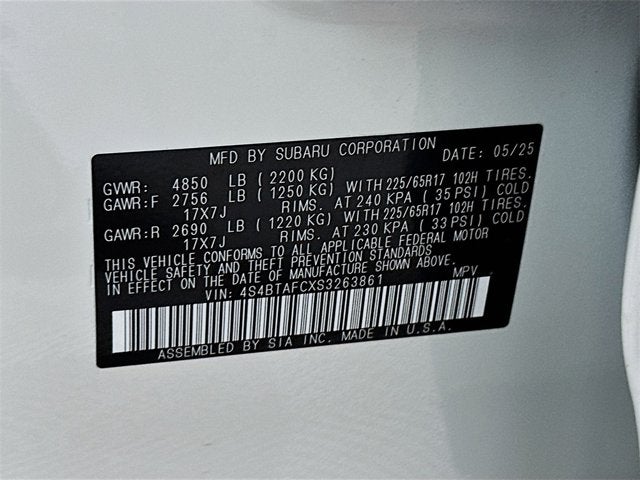 MFD BY SUBARU CORPORATION DATE: 05/25
GVWR: 4850 LB ( 2200 KG)
GAWR:F 2756 LB ( 1250 KG) WITH 225/65R17 102H TIRES.
17X7J RIMS. AT 240 KPA ( 35 PSI) COLD
GAWR:R 2690 LB ( 1220 KG) WITH 225/65R17 102H TIRES.
17X7J RIMS. AT 230 KPA ( 33 PSI) COLD
THIS VEHICLE CONFORMS TO ALL APPLICABLE FEDERAL MOTOR
VEHICLE SAFETY AND THEFT PREVENTION STANDARDS
IN EFFECT ON THE DATE OF MANUFACTURE SHOWN ABOVE.
VIN: 4S4BTAFCXS3263861 MPV
ASSEMBLED BY SIA INC. MADE IN U.S.A.